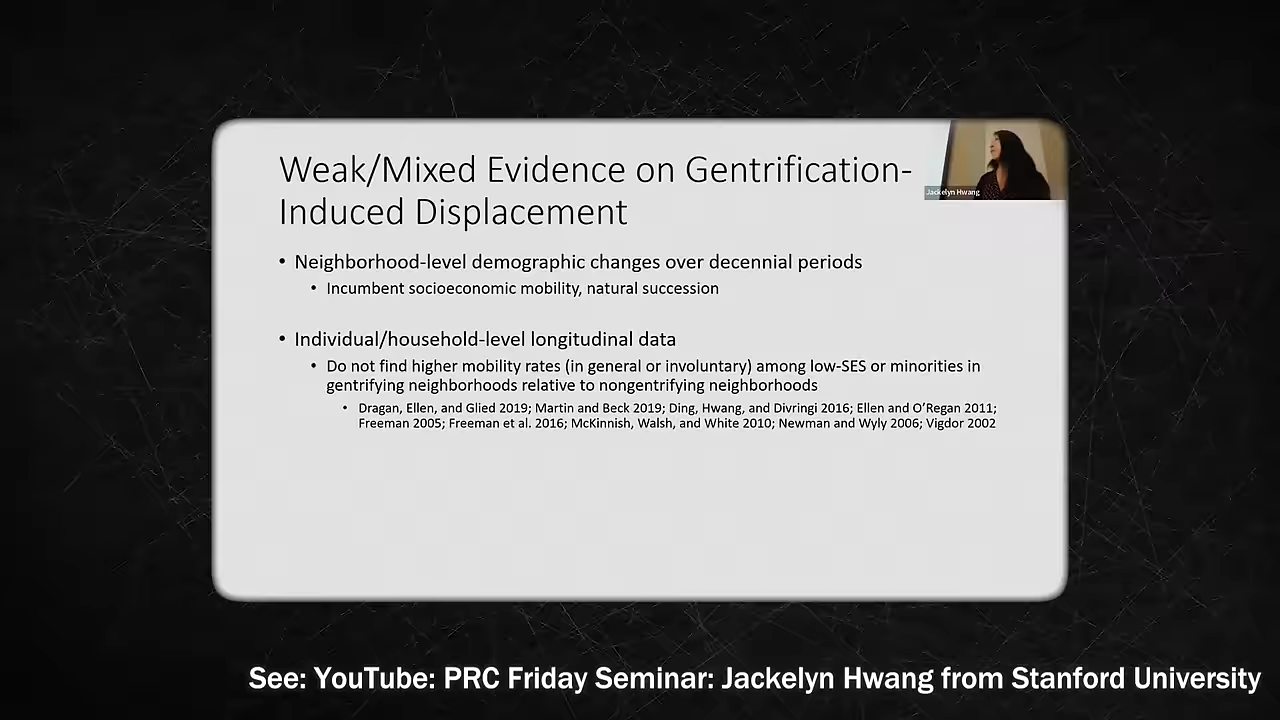 Weak/Mixed Evidence on Gentrification-
Induced Displacement
Jackelyn Hwang
• Neighborhood-level demographic changes over decennial periods
• Incumbent socioeconomic mobility, natural succession
• Individual/household-level longitudinal data
• Do not find higher mobility rates (in general or involuntary) among low-SES or minorities in
gentrifying neighborhoods relative to nongentrifying neighborhoods
• Dragan, Ellen, and Glied 2019; Martin and Beck 2019; Ding, Hwang, and Divringi 2016; Ellen and O’Regan 2011;
Freeman 2005; Freeman et al. 2016; McKinnish, Walsh, and White 2010; Newman and Wyly 2006; Vigdor 2002
See: YouTube: PRC Friday Seminar: Jackelyn Hwang from Stanford University